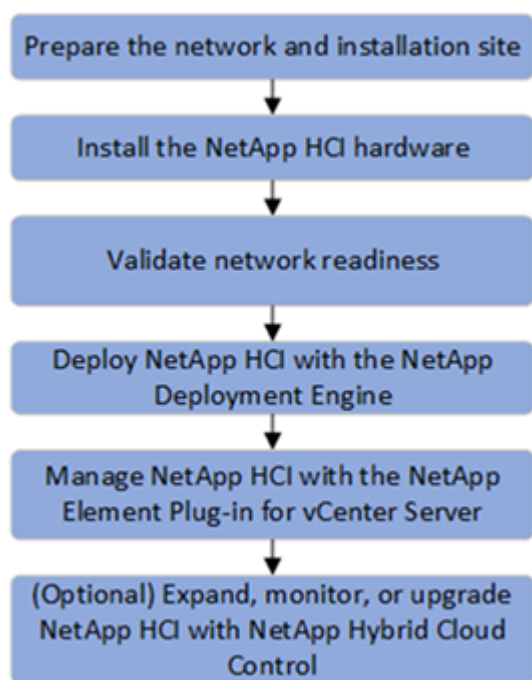 Prepare the network and installation site
Install the NetApp HCI hardware
Validate network readiness
Deploy NetApp HCI with the NetApp
Deployment Engine
Manage NetApp HCI with the NetApp
Element Plug-in for vCenter Server
(Optional) Expand, monitor, or upgrade
NetApp HCI with NetApp Hybrid Cloud
Control